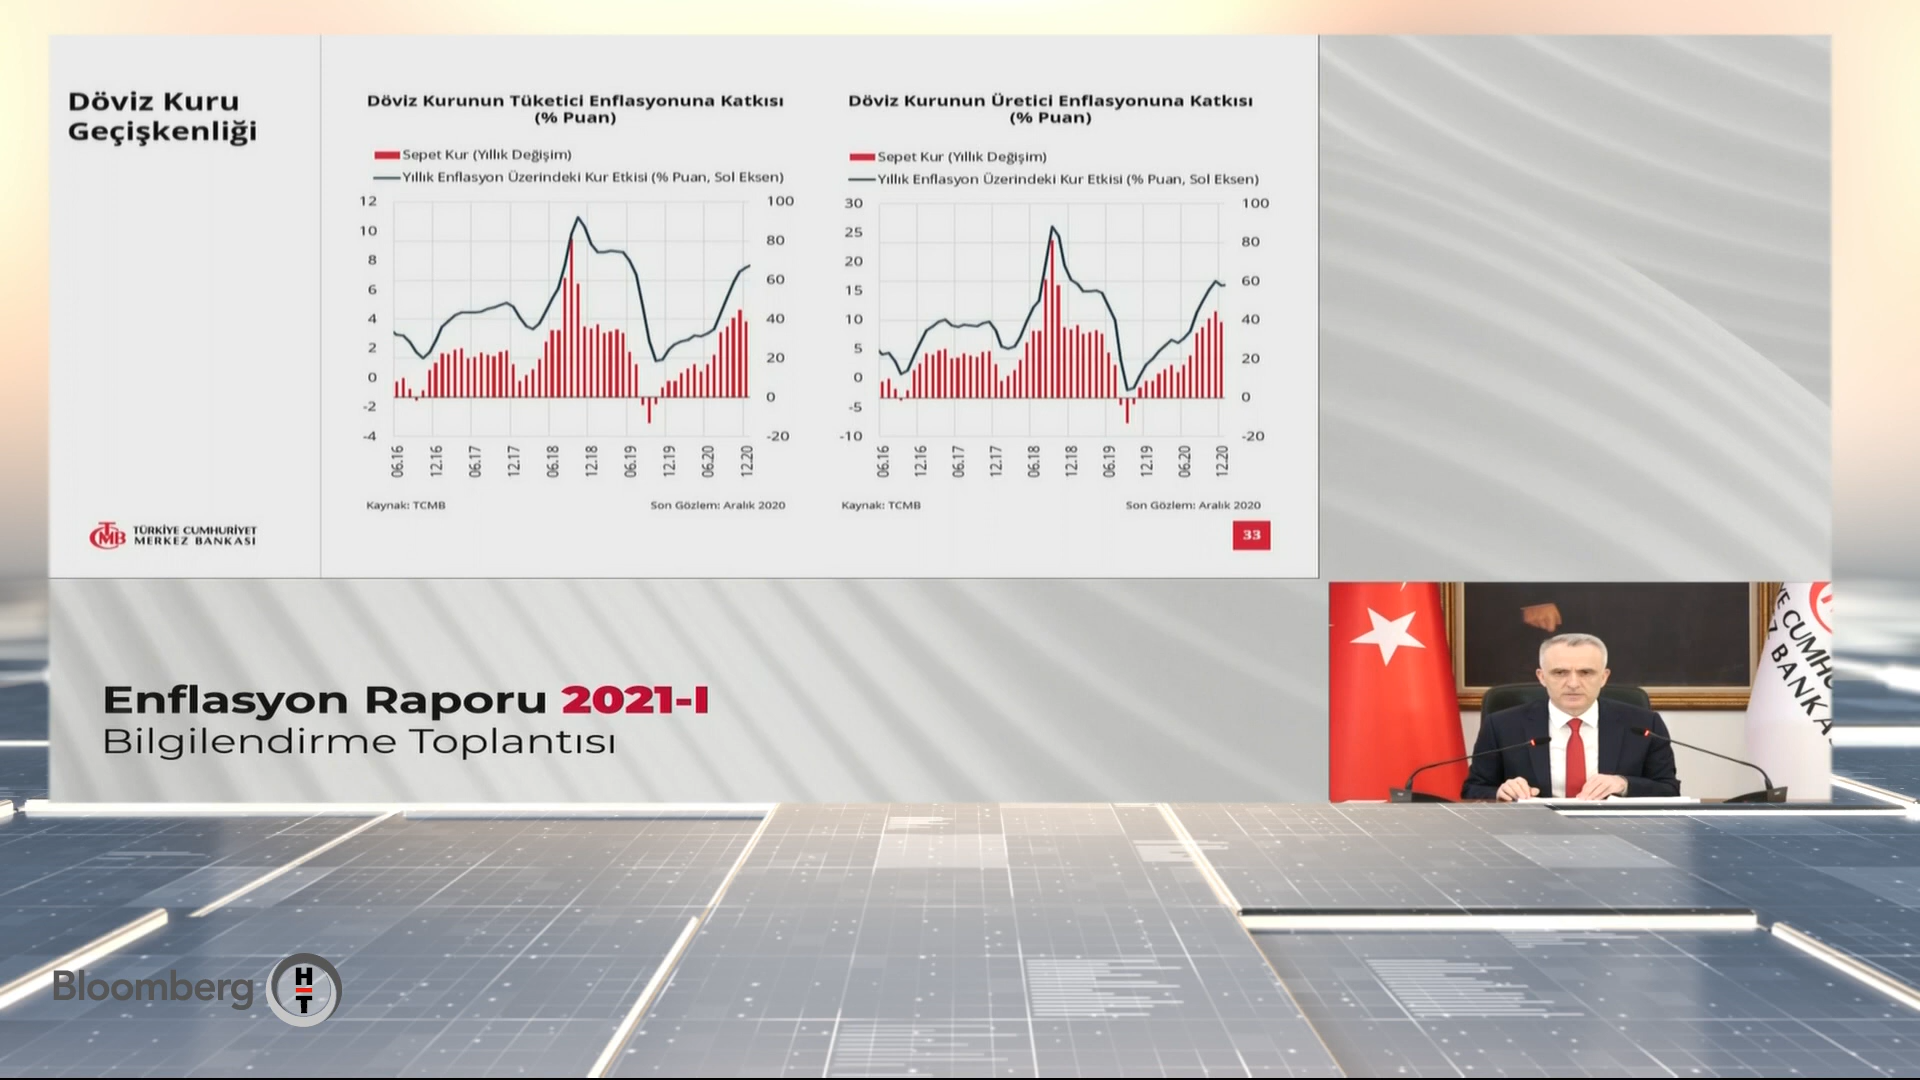 Döviz Kuru
Geçişkenliği
Döviz Kurunun Tüketici Enflasyonuna Katkısı
(% Puan)
Sepet Kur (Yıllık Değişim)
Yıllık Enflasyon Üzerindeki Kur Etkisi (% Puan, Sol Eksen)
12
10
8
6
4
2
0
-2
-4
100
80
60
40
20
0
-20
06.16
12.16
06.17
12.17
06.18
12.18
06.19
12.19
06.20
12.20
Kaynak: TCMB
Son Gözlem: Aralık 2020
Döviz Kurunun Üretici Enflasyonuna Katkısı
(% Puan)
Sepet Kur (Yıllık Değişim)
Yıllık Enflasyon Üzerindeki Kur Etkisi (% Puan, Sol Eksen)
30
25
20
15
10
5
0
-5
-10
100
80
60
40
20
0
-20
06.16
12.16
06.17
12.17
06.18
12.18
06.19
12.19
06.20
12.20
Kaynak: TCMB
Son Gözlem: Aralık 2020
33
TCMB
TÜRKİYE CUMHURİYET
MERKEZ BANKASI
Enflasyon Raporu 2021-I
Bilgilendirme Toplantısı
YE CUMHU
Z BANKA
Bloomberg HT